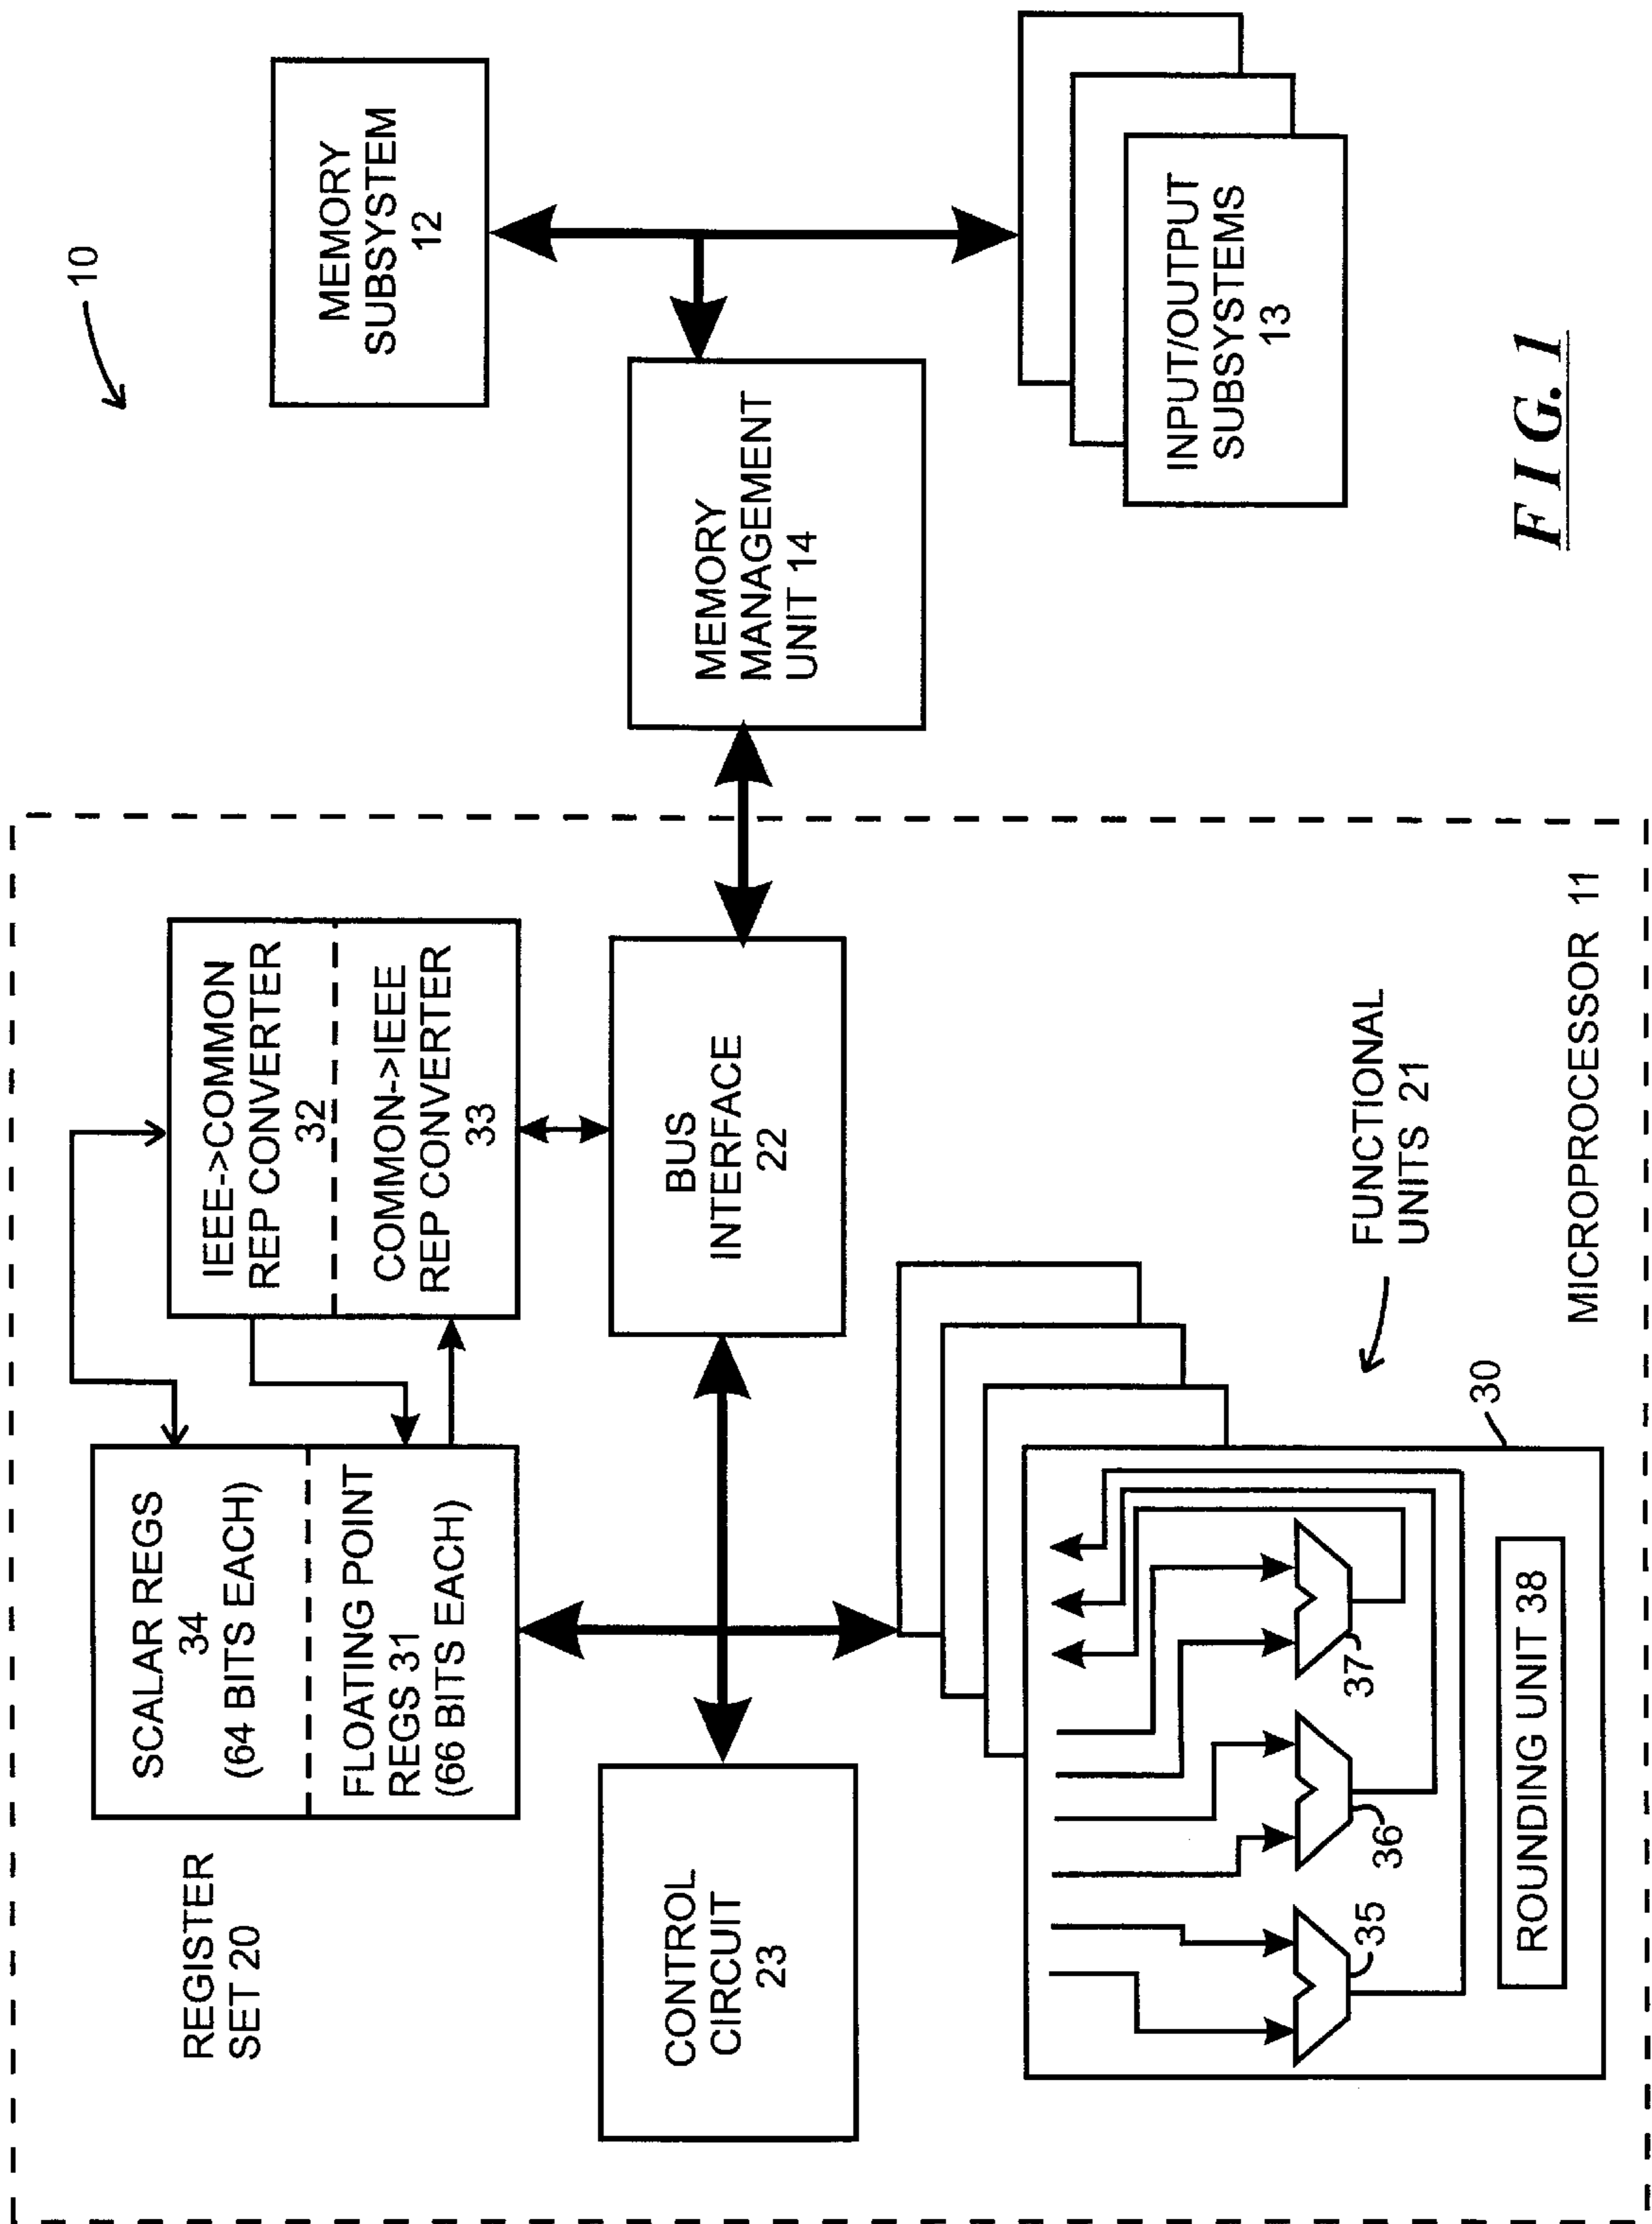 10
MEMORY
SUBSYSTEM
12
MEMORY
MANAGEMENT
UNIT 14
INPUT/OUTPUT
SUBSYSTEMS
13
REGISTER
SET 20
SCALAR REGS
34
(64 BITS EACH)
FLOATING POINT
REGS 31
(66 BITS EACH)
IEEE->COMMON
REP CONVERTER
32
COMMON->IEEE
REP CONVERTER
33
CONTROL
CIRCUIT
23
BUS
INTERFACE
22
FUNCTIONAL
UNITS 21
30
35
36
37
ROUNDING UNIT 38
MICROPROCESSOR 11
FIG. 1